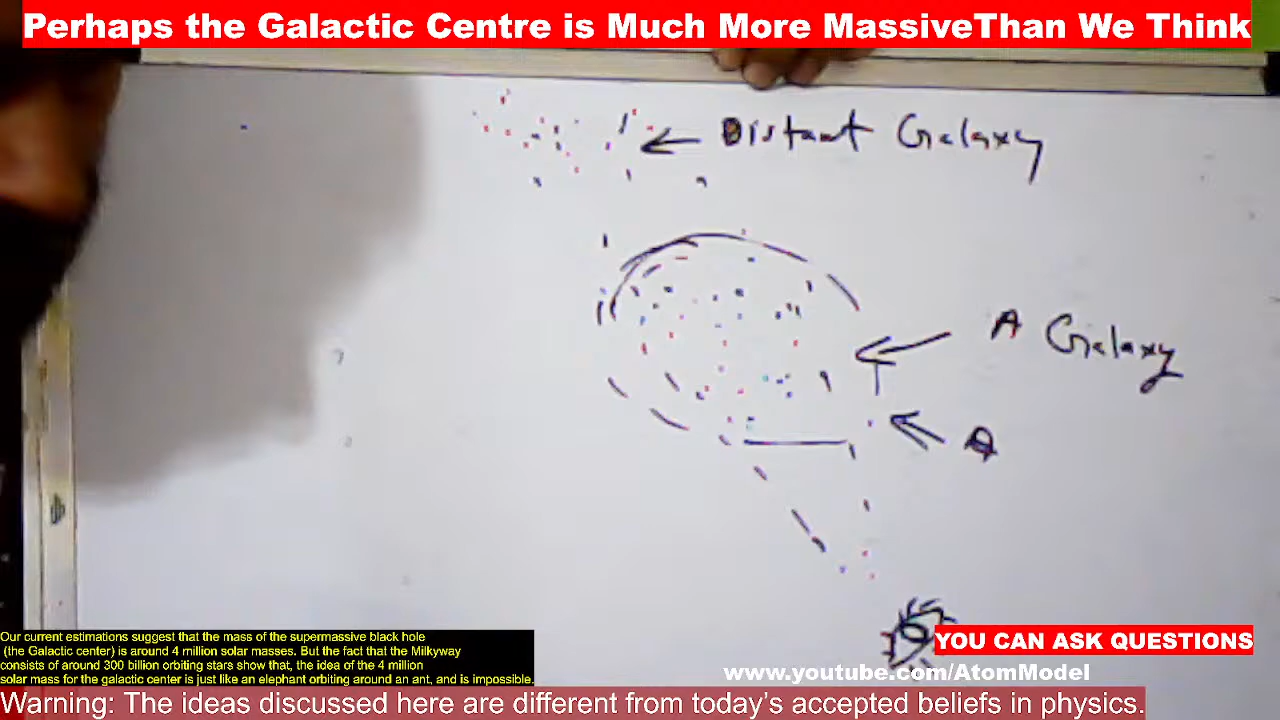 Perhaps the Galactic Centre is Much More MassiveThan We Think
Distant Galaxy
A Galaxy
Our current estimations suggest that the mass of the supermassive black hole
(the Galactic center) is around 4 million solar masses. But the fact that the Milkyway
consists of around 300 billion orbiting stars show that, the idea of the 4 million
solar mass for the galactic center is just like an elephant orbiting around an ant, and is impossible.
YOU CAN ASK QUESTIONS
www.youtube.com/AtomModel
Warning: The ideas discussed here are different from today's accepted beliefs in physics.